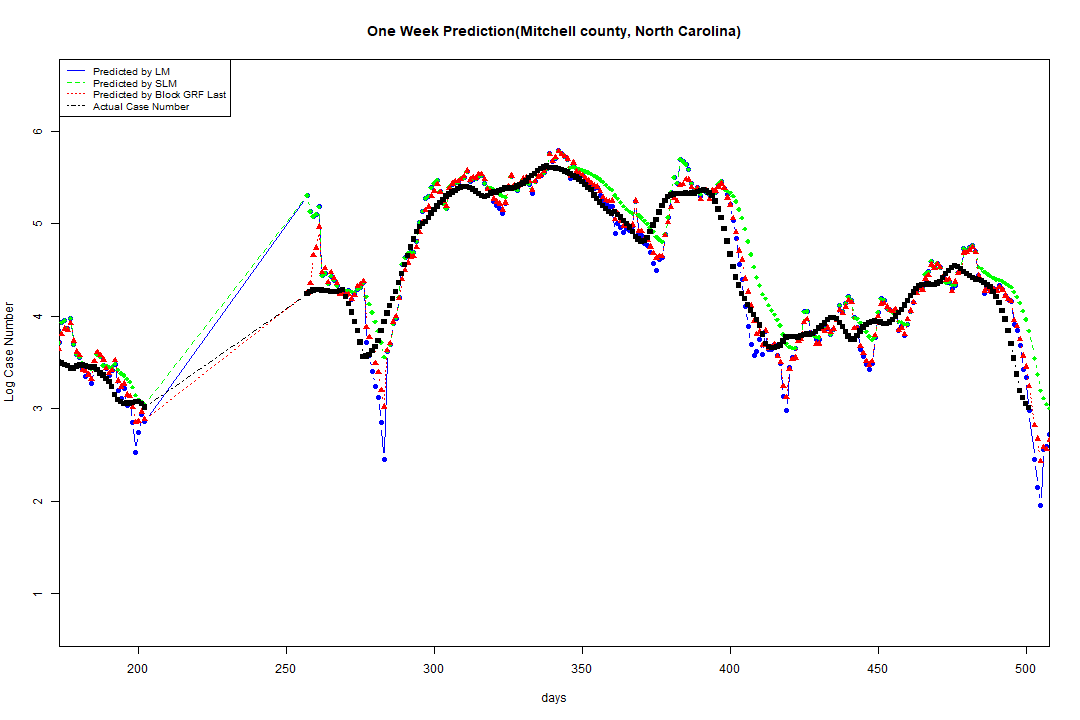 One Week Prediction(Mitchell county, North Carolina)
Predicted by LM
Predicted by SLM
Predicted by Block GRF Last
Actual Case Number
6
5
4
3
2
1
Log Case Number
200 250 300 350 400 450 500
days